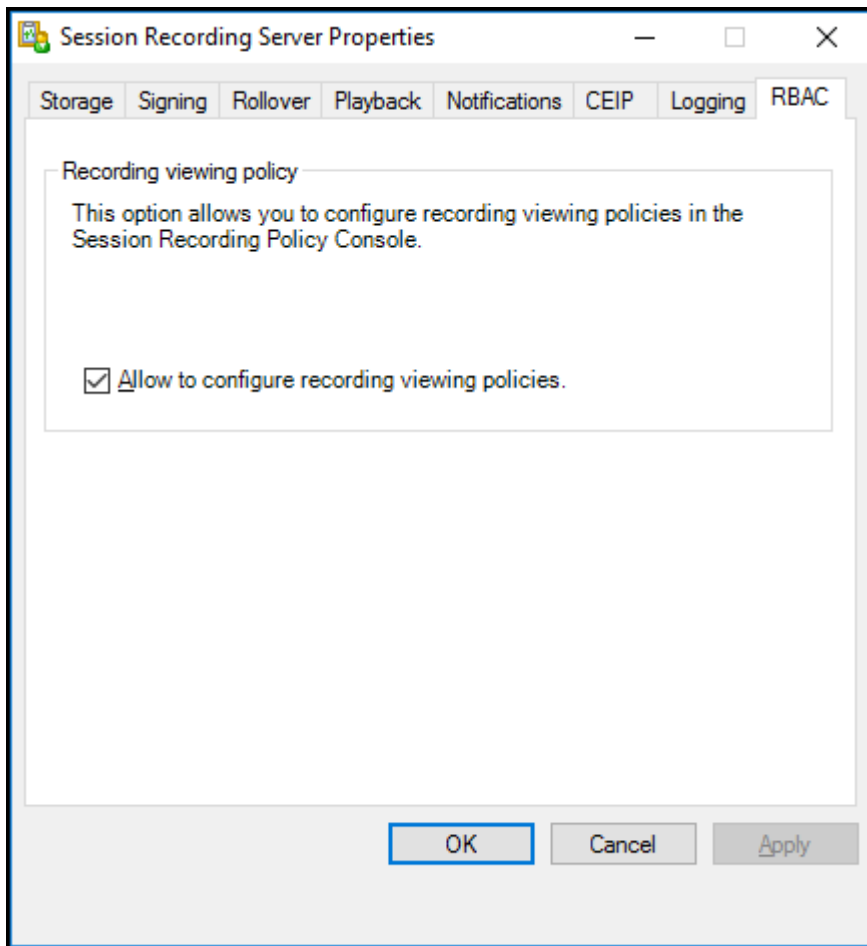 Session Recording Server Properties
Storage Signing Rollover Playback Notifications CEIP Logging RBAC
Recording viewing policy
This option allows you to configure recording viewing policies in the
Session Recording Policy Console.
Allow to configure recording viewing policies.
OK Cancel Apply